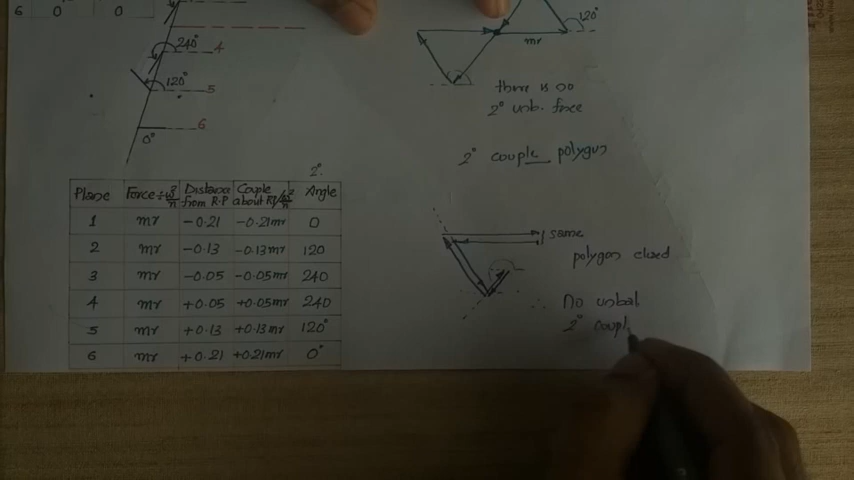 6 0 0
240°
4
120°
5
0°
6
120°
mr
there is no
2° unb. force
2° couple polygon
2°.
Plane Force÷ω²/n Distance from R.P Couple about RP/ω² Angle
1 mr -0.21 -0.21mr 0
2 mr -0.13 -0.13mr 120
3 mr -0.05 -0.05mr 240
4 mr +0.05 +0.05mr 240
5 mr +0.13 +0.13mr 120°
6 mr +0.21 +0.21mr 0°
same
polygon closed
∴ No unbal
2° coupl